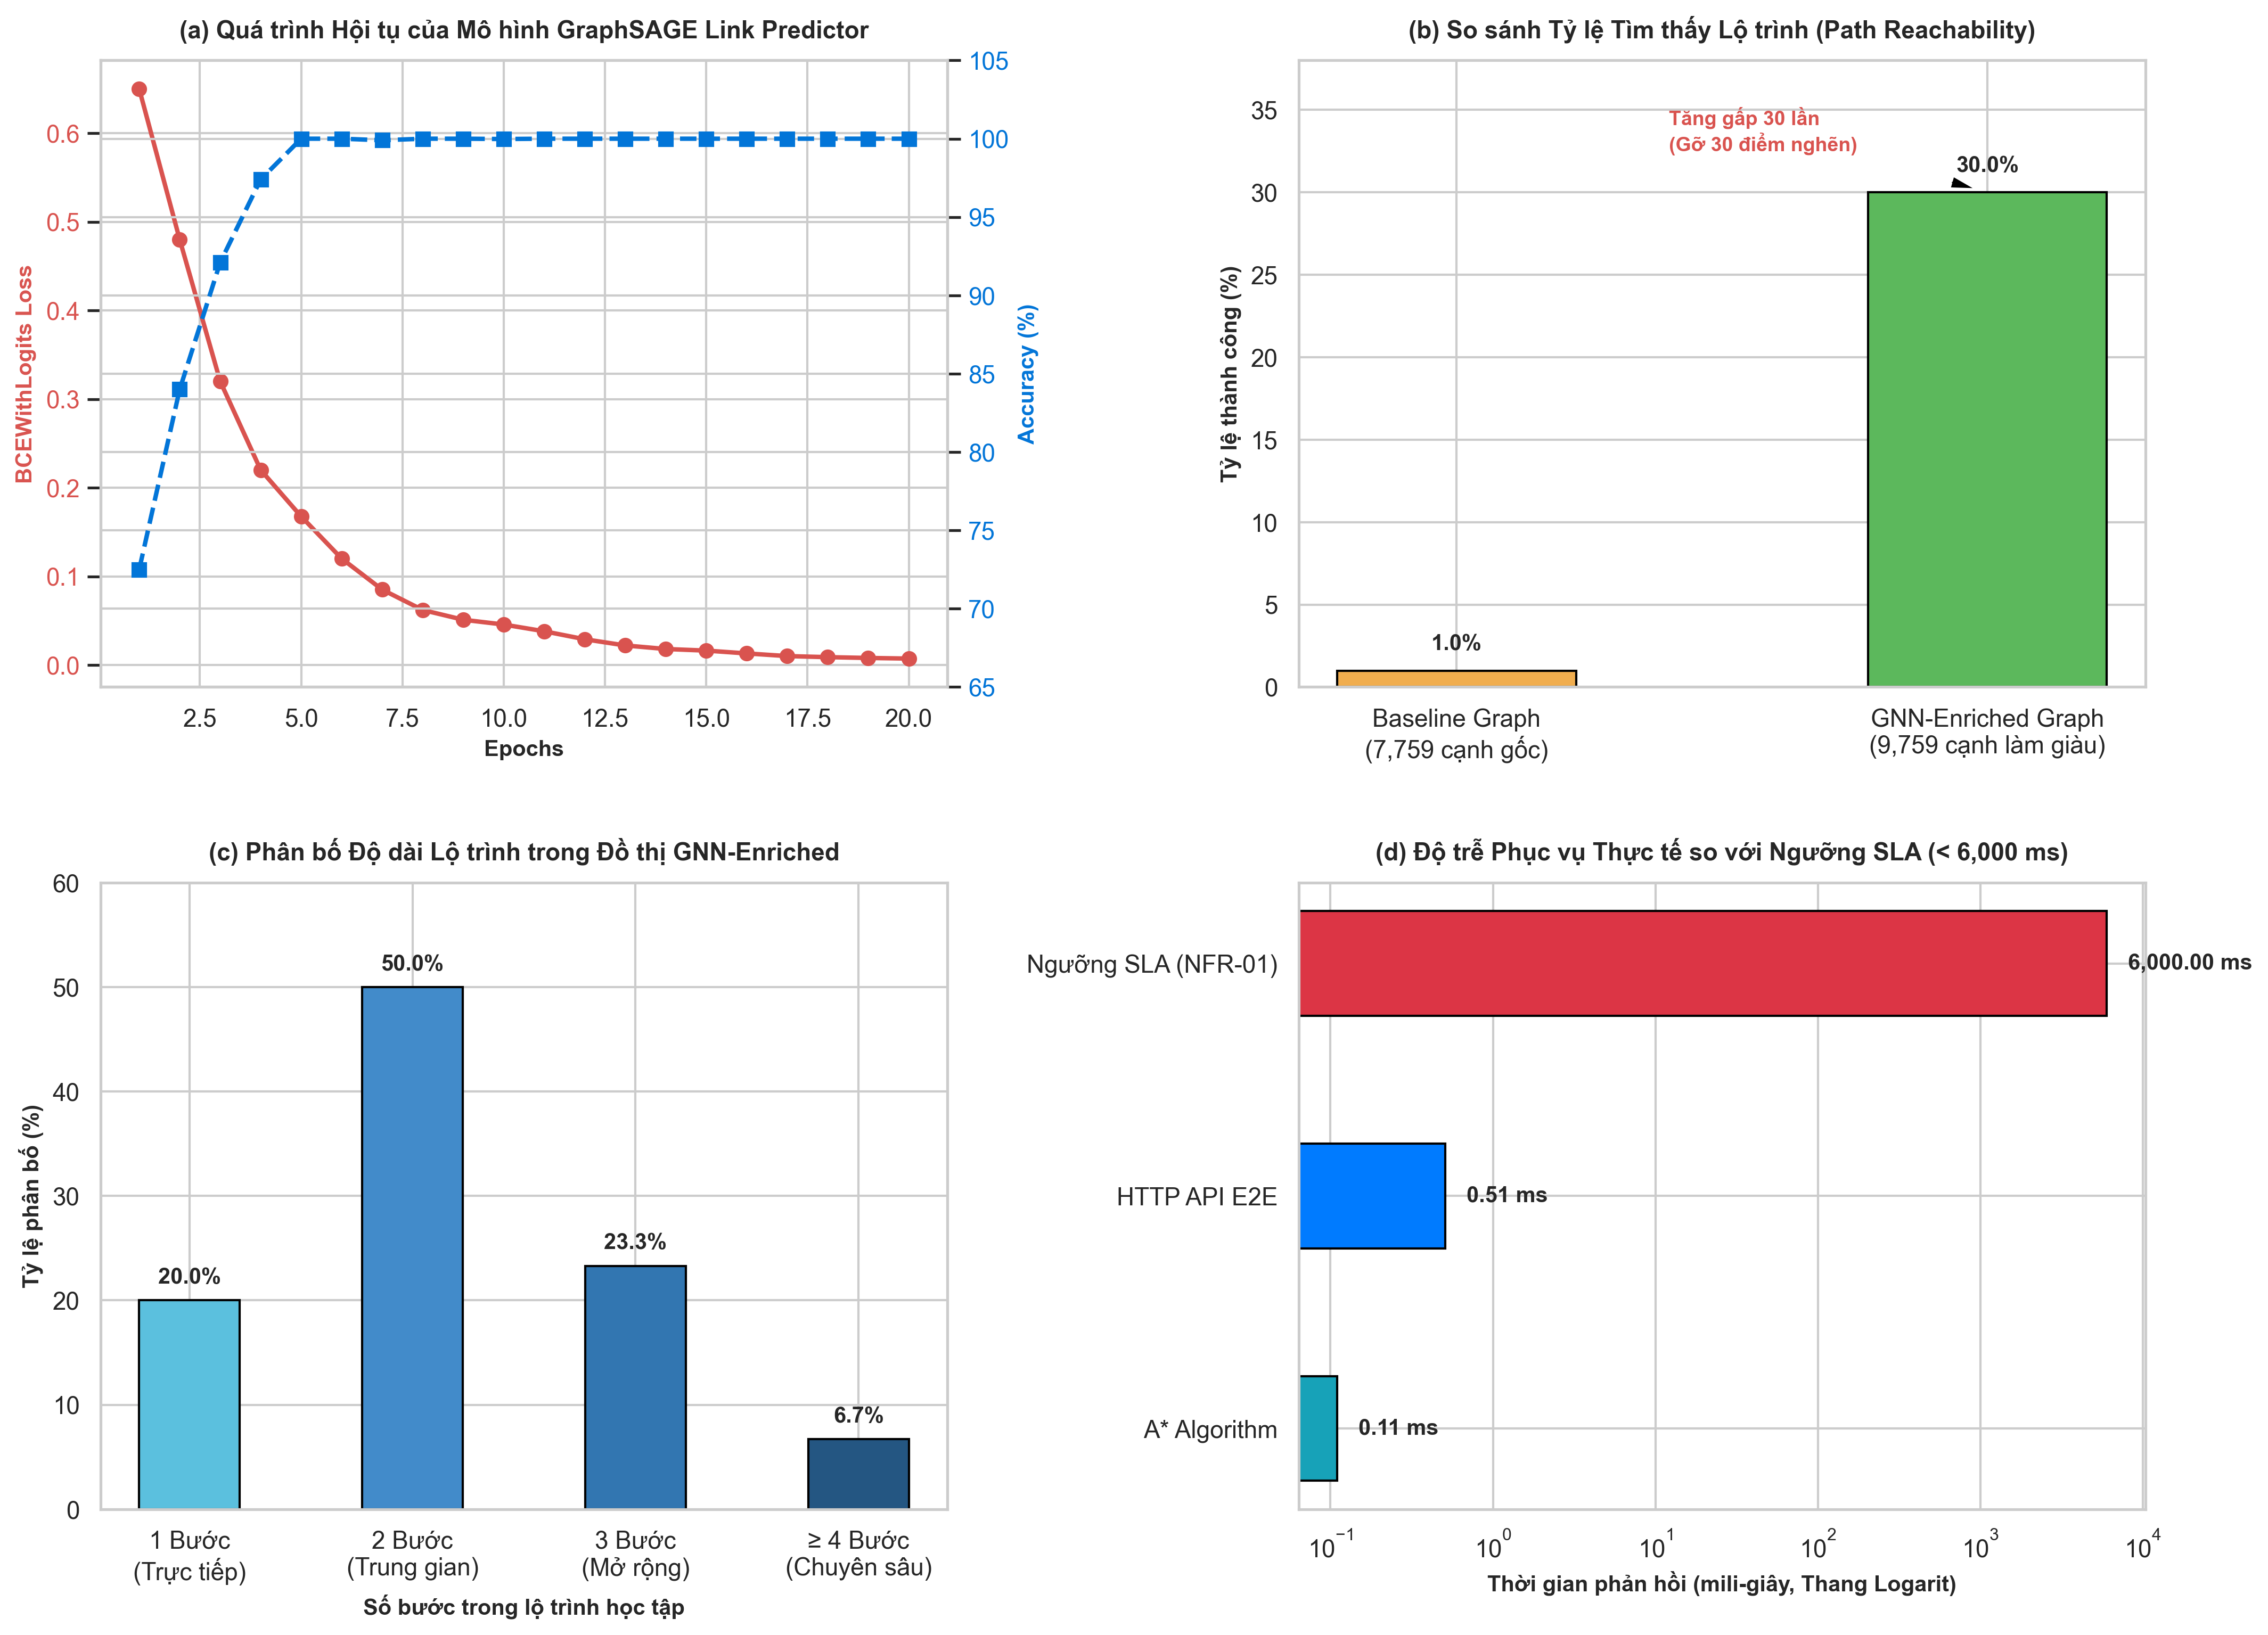 (a) Quá trình Hội tụ của Mô hình GraphSAGE Link Predictor
BCEWithLogits Loss
0.6
0.5
0.4
0.3
0.2
0.1
0.0
105
100
95
90
85
80
75
70
65
Accuracy (%)
2.5 5.0 7.5 10.0 12.5 15.0 17.5 20.0
Epochs
(b) So sánh Tỷ lệ Tìm thấy Lộ trình (Path Reachability)
Tỷ lệ thành công (%)
35
30
25
20
15
10
5
0
Tăng gấp 30 lần
(Gỡ 30 điểm nghẽn)
30.0%
1.0%
Baseline Graph
(7,759 cạnh gốc)
GNN-Enriched Graph
(9,759 cạnh làm giàu)
(c) Phân bố Độ dài Lộ trình trong Đồ thị GNN-Enriched
Tỷ lệ phân bố (%)
60
50
40
30
20
10
0
20.0%
50.0%
23.3%
6.7%
1 Bước
(Trực tiếp)
2 Bước
(Trung gian)
3 Bước
(Mở rộng)
≥ 4 Bước
(Chuyên sâu)
Số bước trong lộ trình học tập
(d) Độ trễ Phục vụ Thực tế so với Ngưỡng SLA (< 6,000 ms)
Ngưỡng SLA (NFR-01)
6,000.00 ms
HTTP API E2E
0.51 ms
A* Algorithm
0.11 ms
10⁻¹ 10⁰ 10¹ 10² 10³ 10⁴
Thời gian phản hồi (mili-giây, Thang Logarit)